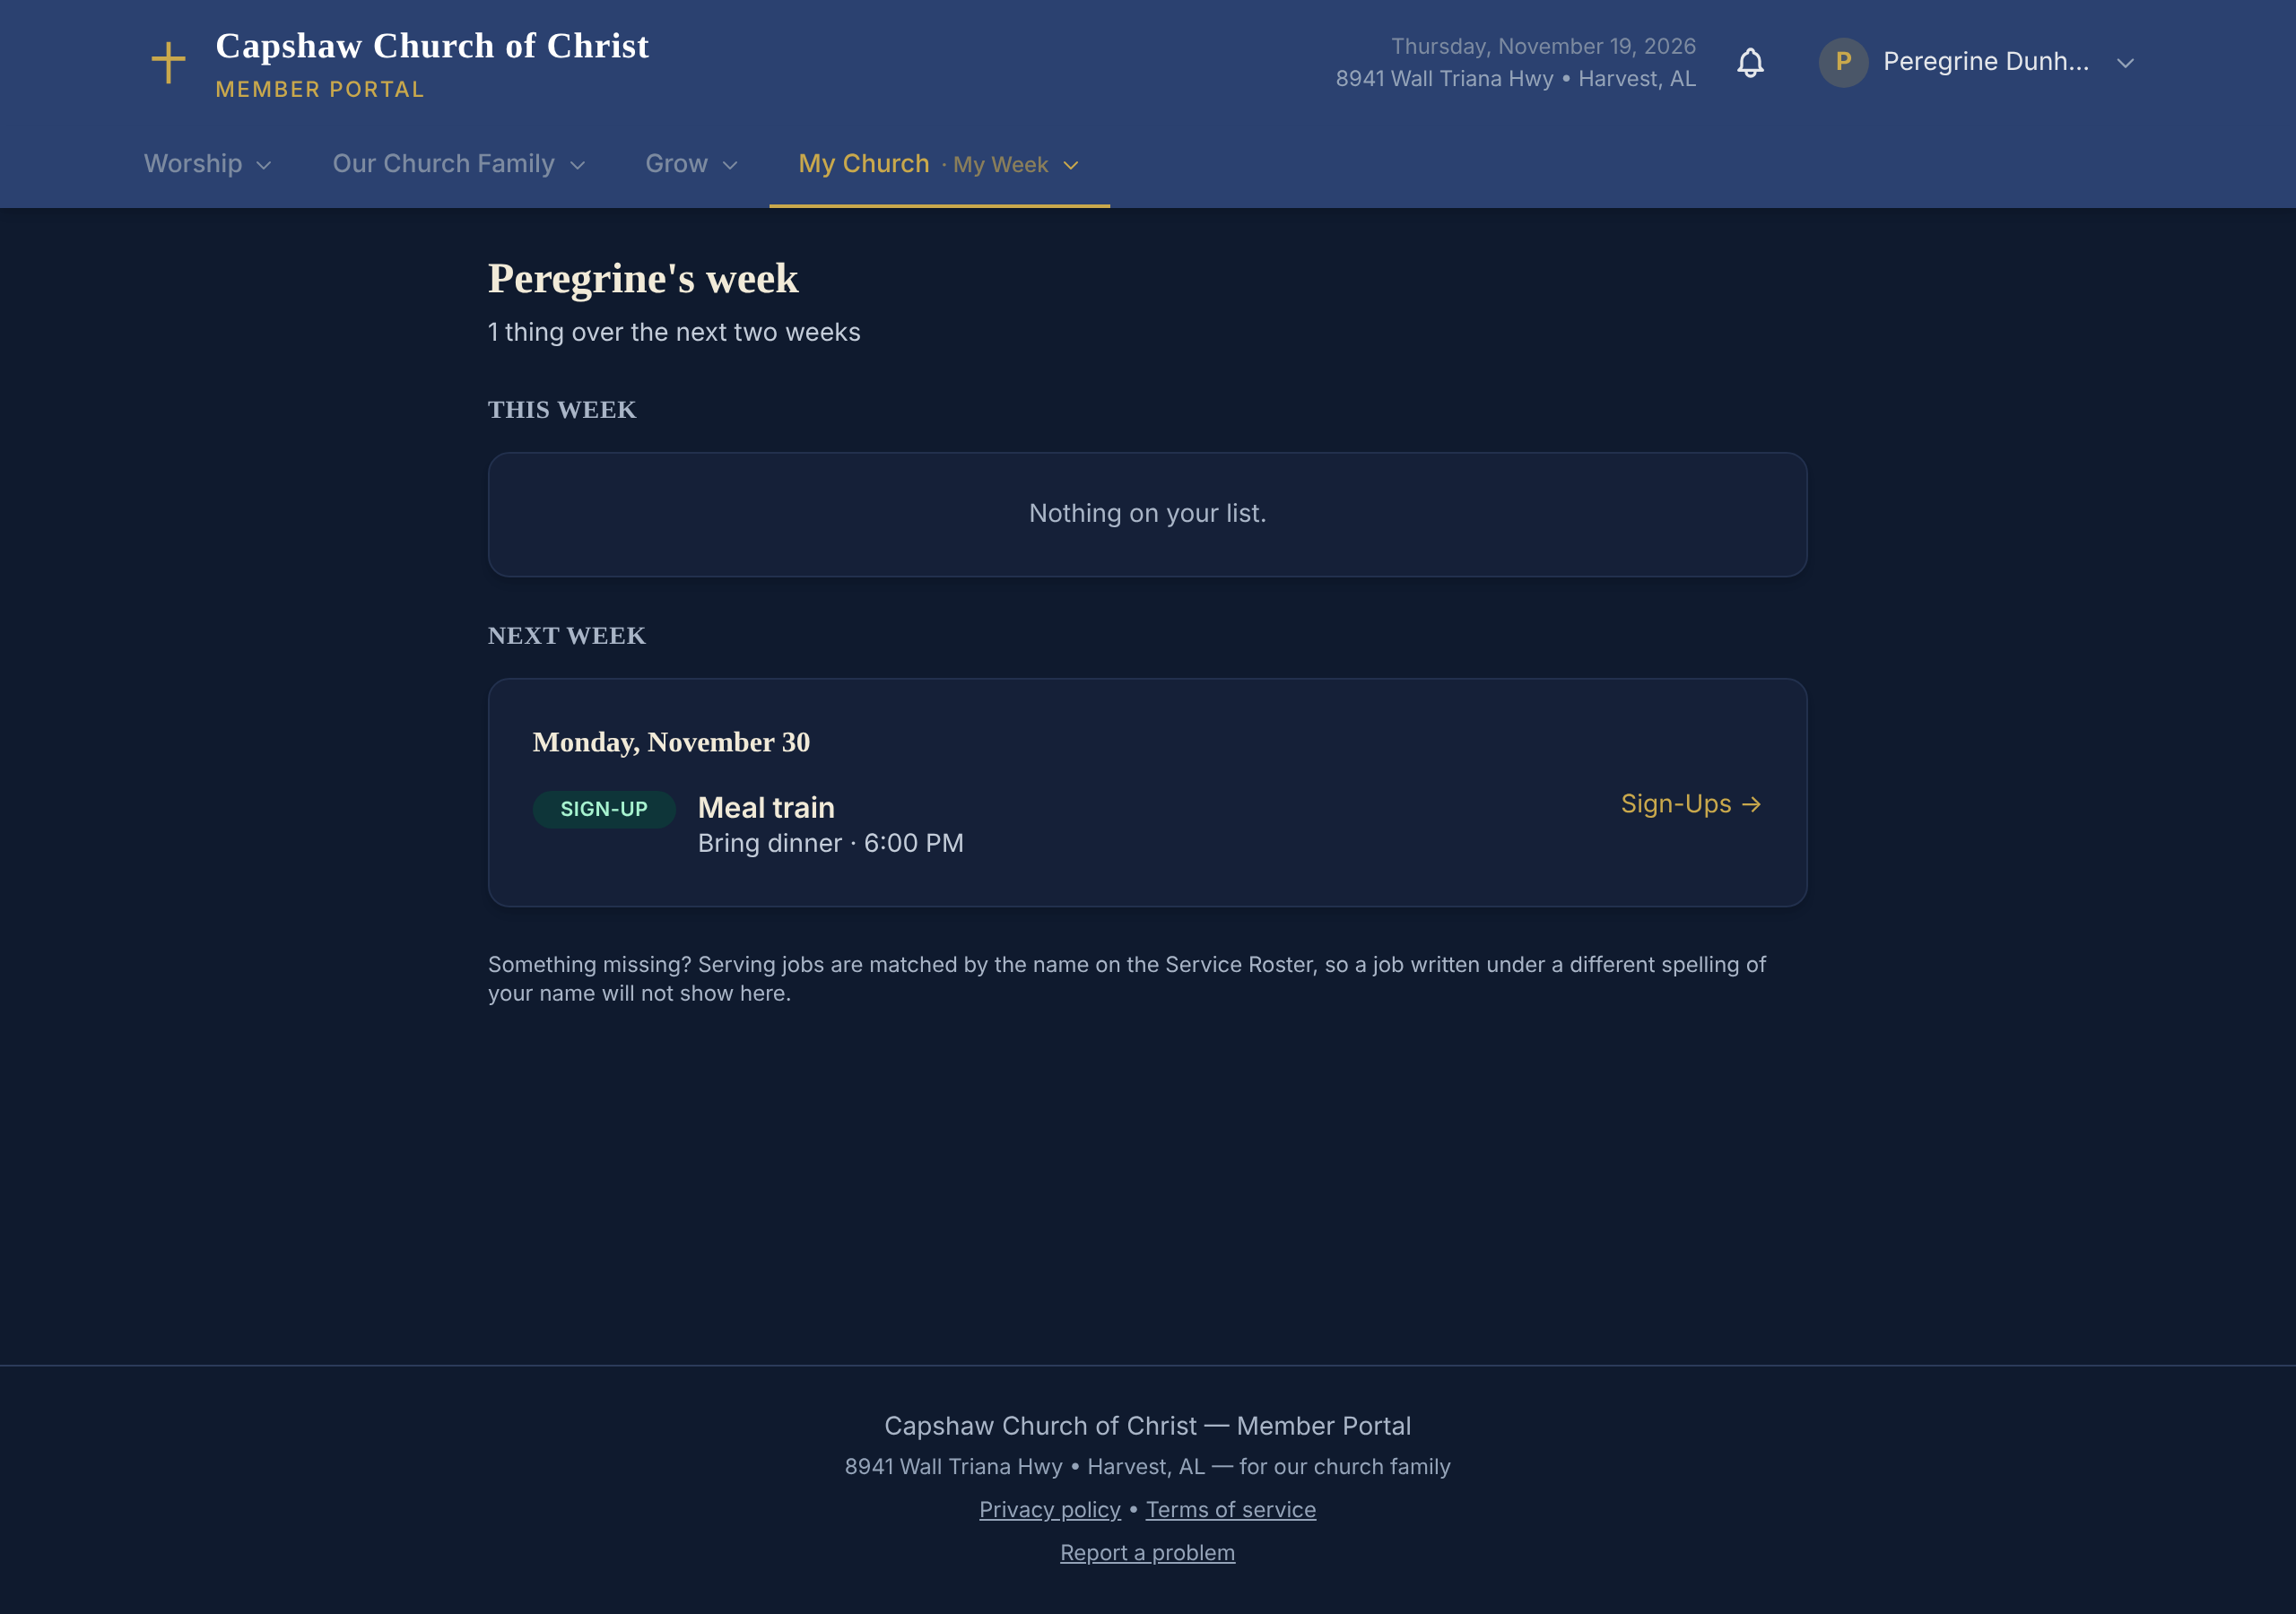 Capshaw Church of Christ
MEMBER PORTAL
Thursday, November 19, 2026
8941 Wall Triana Hwy • Harvest, AL
P
Peregrine Dunh...
Worship
Our Church Family
Grow
My Church · My Week
Peregrine's week
1 thing over the next two weeks
THIS WEEK
Nothing on your list.
NEXT WEEK
Monday, November 30
SIGN-UP
Meal train
Bring dinner · 6:00 PM
Sign-Ups →
Something missing? Serving jobs are matched by the name on the Service Roster, so a job written under a different spelling of
your name will not show here.
Capshaw Church of Christ — Member Portal
8941 Wall Triana Hwy • Harvest, AL — for our church family
Privacy policy • Terms of service
Report a problem